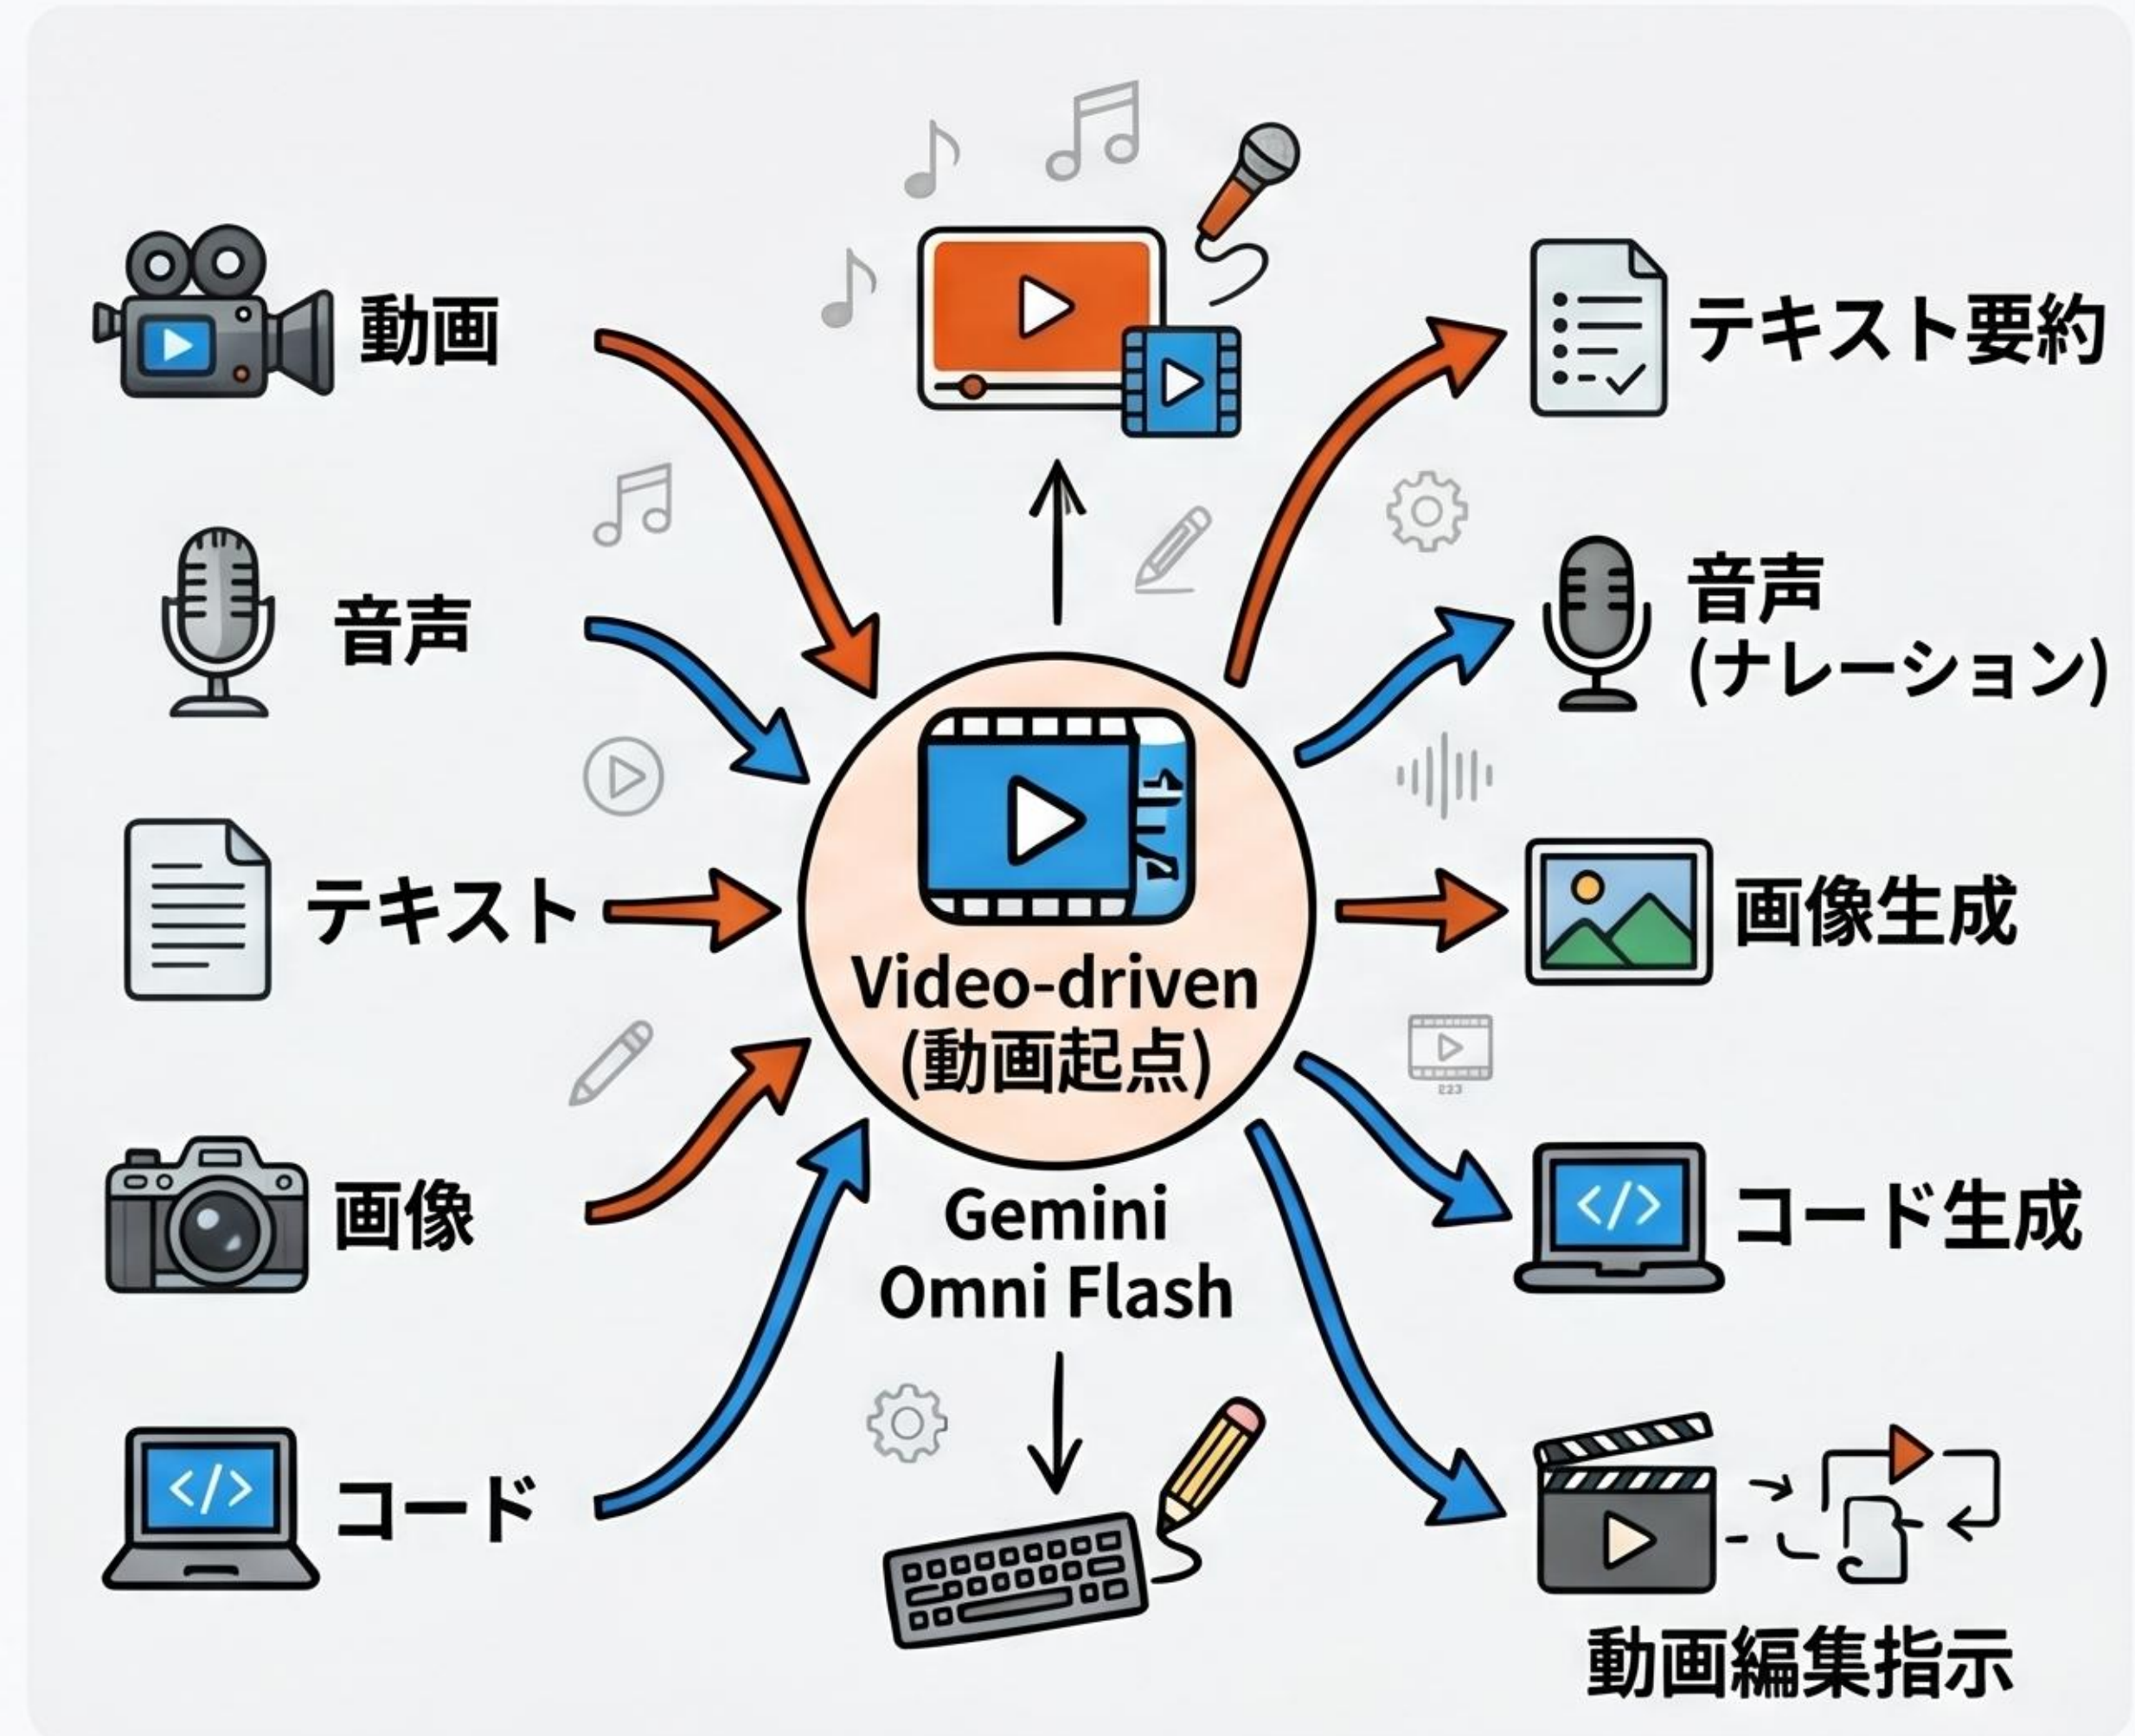 動画
音声
テキスト
画像
コード
</>
Video-driven
(動画起点)
Gemini
Omni Flash
テキスト要約
音声
(ナレーション)
画像生成
コード生成
</>
動画編集指示